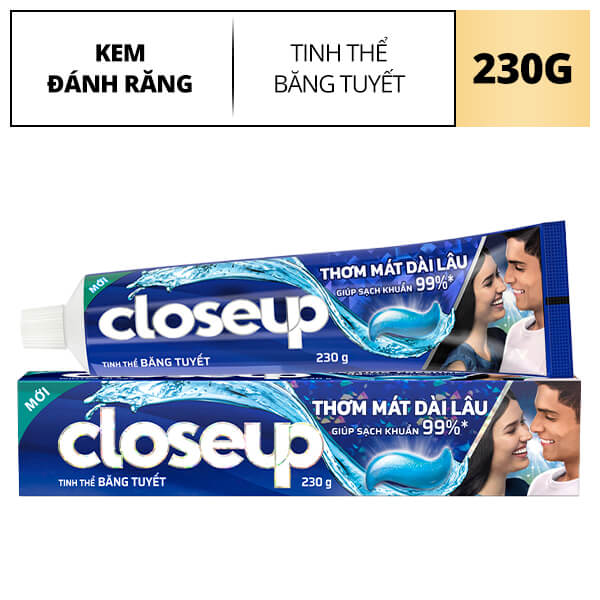 KEM
ĐÁNH RĂNG
TINH THỂ
BĂNG TUYẾT
230G
MỚI
closeup
THƠM MÁT DÀI LÂU
GIÚP SẠCH KHUẨN 99%*
TINH THỂ BĂNG TUYẾT
230 g
MỚI
closeup
THƠM MÁT DÀI LÂU
GIÚP SẠCH KHUẨN 99%*
TINH THỂ BĂNG TUYẾT
230 g